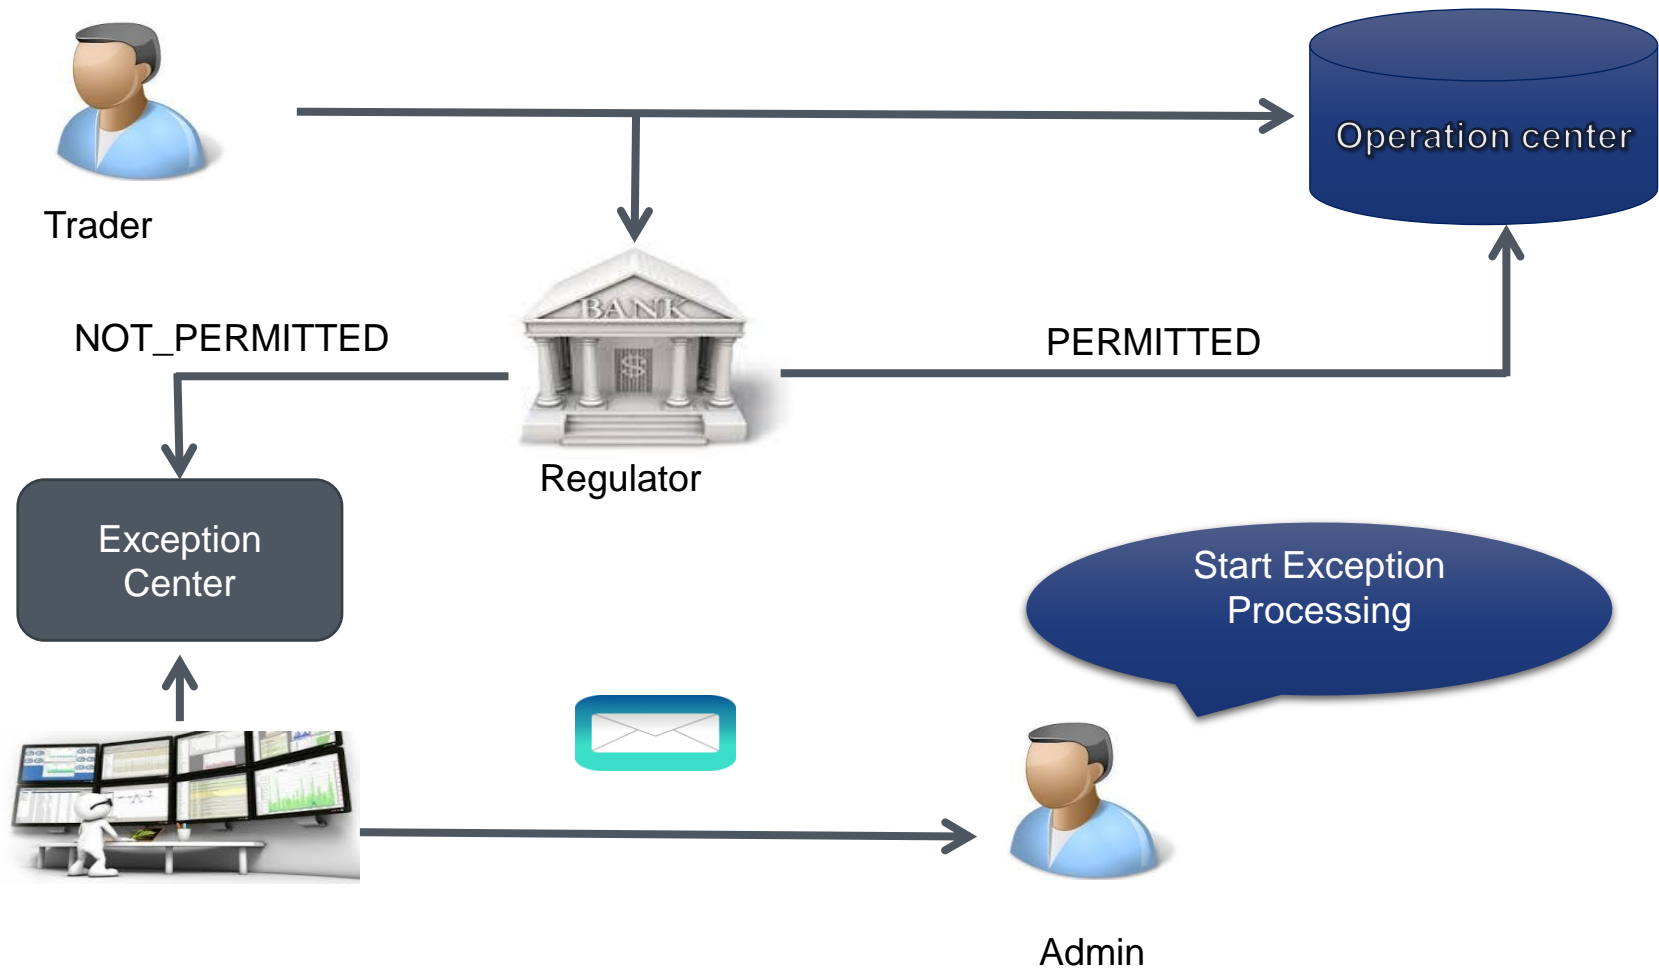 Operation center
Trader
BANK
$
NOT_PERMITTED
PERMITTED
Regulator
Exception
Center
Start Exception
Processing
Admin